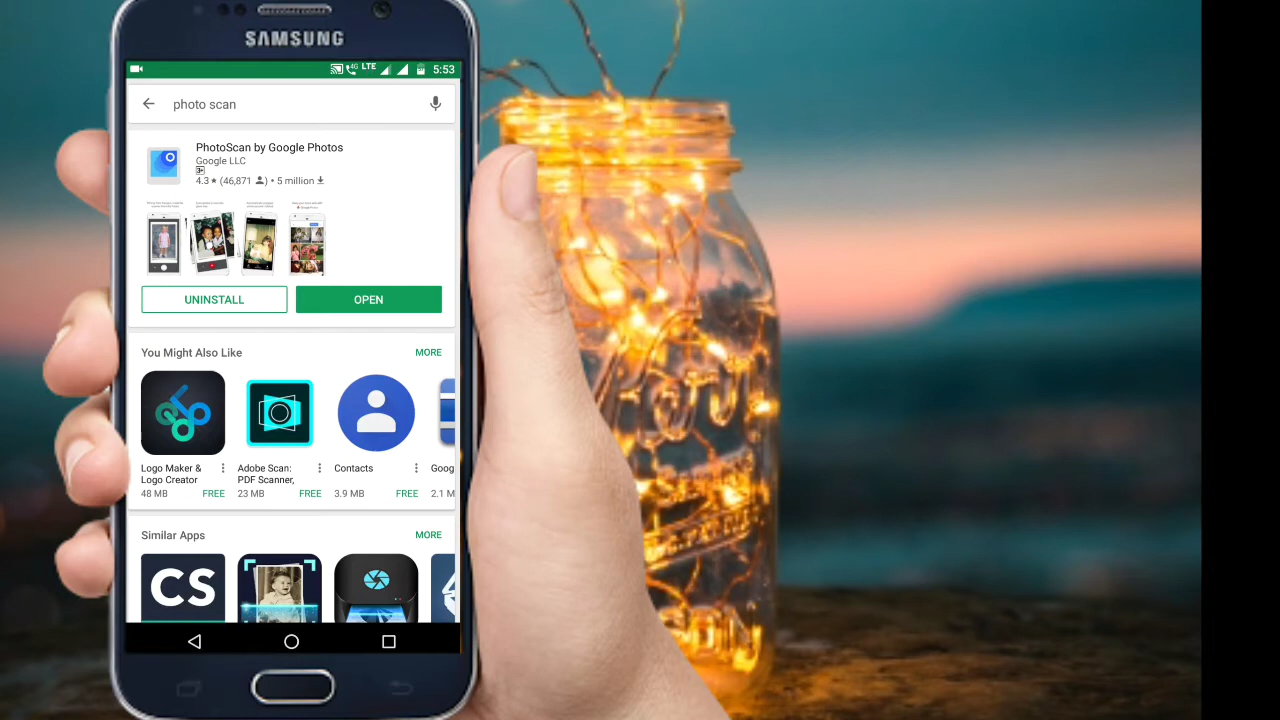 SAMSUNG
4G LTE 5:53
photo scan
PhotoScan by Google Photos
Google LLC
3+
4.3 ★ (46,871 ) • 5 million
UNINSTALL OPEN
You Might Also Like MORE
Logo Maker & Adobe Scan: Contacts Goog
Logo Creator PDF Scanner,
48 MB FREE 23 MB FREE 3.9 MB FREE 2.1 M
Similar Apps MORE
CS